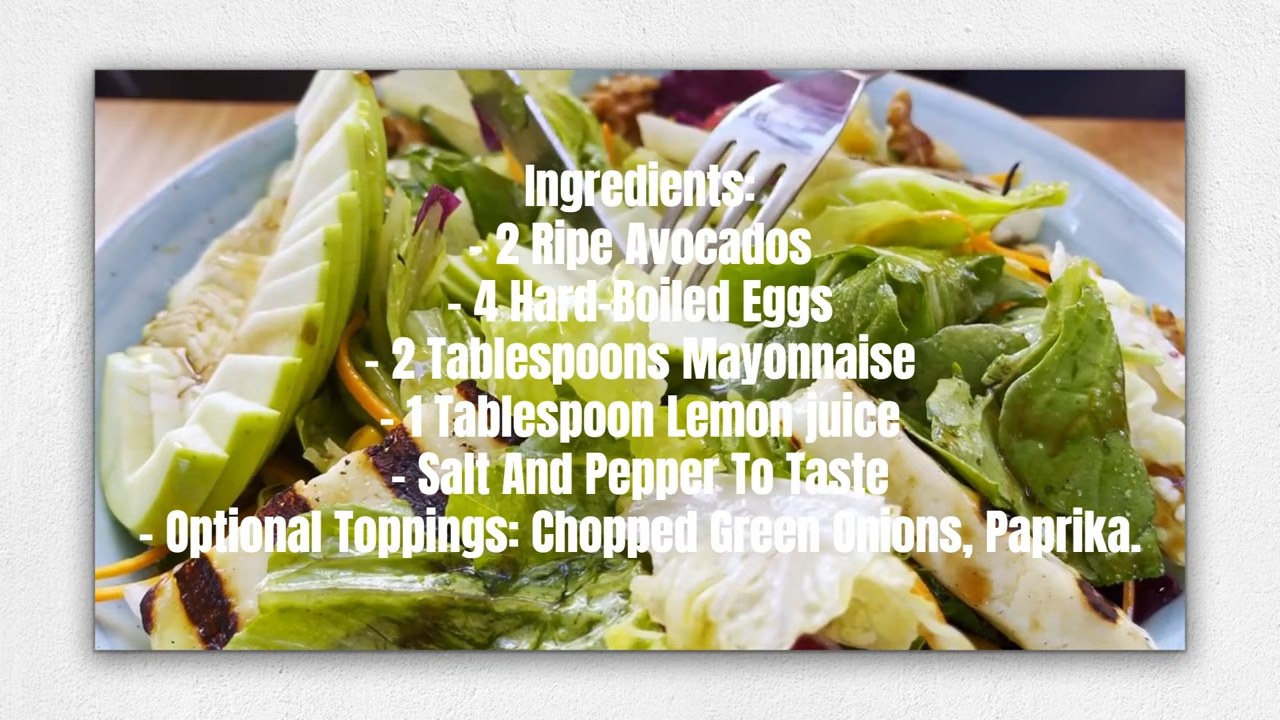 Ingredients:
- 2 Ripe Avocados
- 4 Hard-Boiled Eggs
- 2 Tablespoons Mayonnaise
- 1 Tablespoon Lemon juice
- Salt And Pepper To Taste
- Optional Toppings: Chopped Green Onions, Paprika.